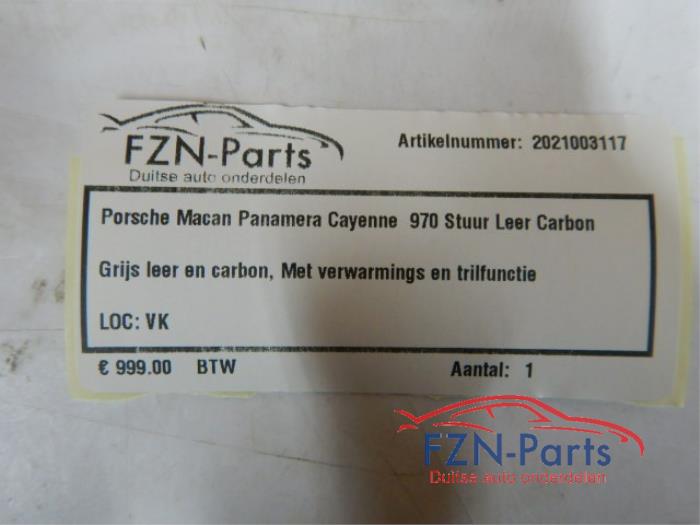 FZN-Parts
Duitse auto onderdelen
Artikelnummer: 2021003117
Porsche Macan Panamera Cayenne 970 Stuur Leer Carbon
Grijs leer en carbon, Met verwarmings en trilfunctie
LOC: VK
€ 999.00 BTW
Aantal: 1
FZN-Parts
Duitse auto onderdelen